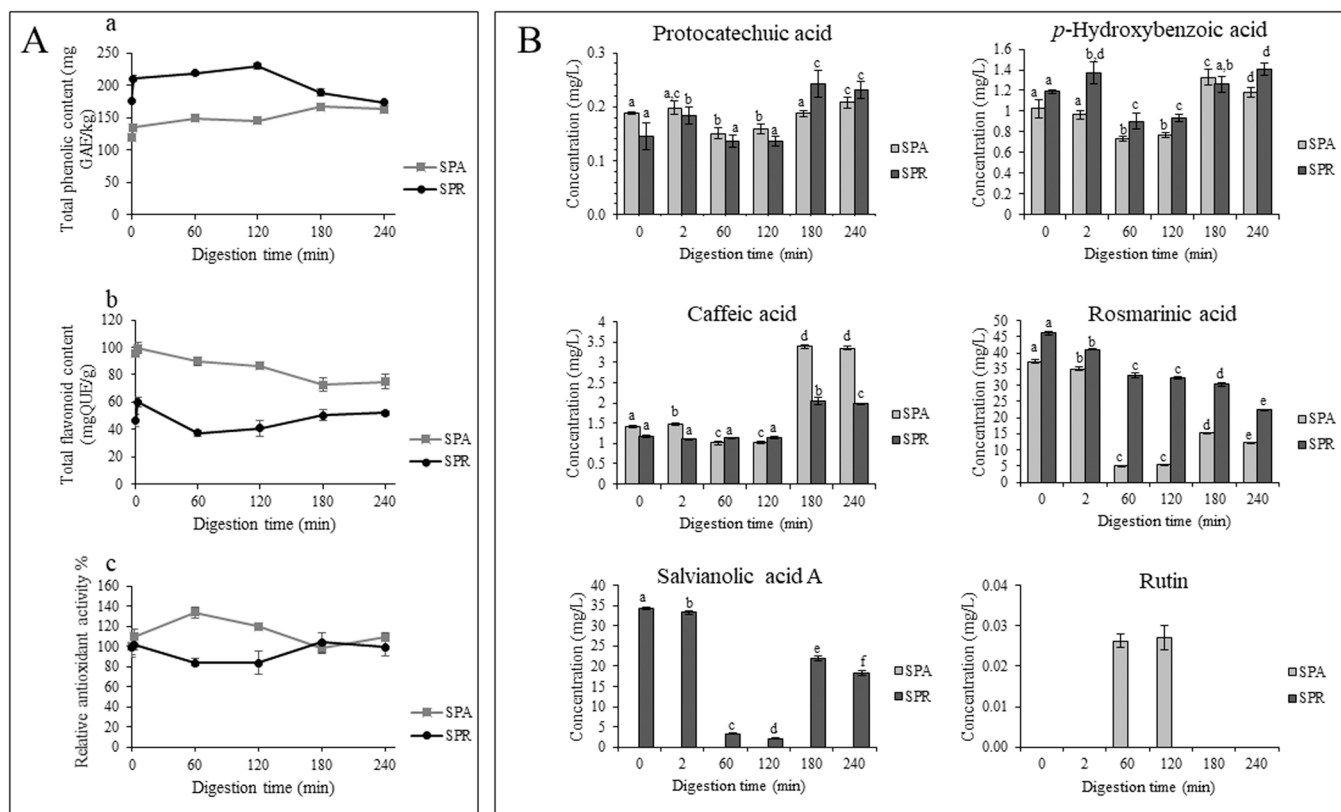 A
a
Total phenolic content (mg
GAE/kg)
250
200
150
100
50
0
0 60 120 180 240
Digestion time (min)
SPA
SPR
b
Total flavonoid content
(mgQUE/g)
120
100
80
60
40
20
0
0 60 120 180 240
Digestion time (min)
SPA
SPR
c
Relative antioxidant activity %
160
140
120
100
80
60
40
20
0
0 60 120 180 240
Digestion time (min)
SPA
SPR
B
Protocatechuic acid
Concentration (mg/L)
0.3
0.2
0.1
0.0
a a a,c b b a b a a c c c
0 2 60 120 180 240
Digestion time (min)
SPA
SPR
p-Hydroxybenzoic acid
Concentration (mg/L)
1.6
1.4
1.2
1.0
0.8
0.6
0.4
0.2
0.0
a a a b,d b c b c c a,b d d
0 2 60 120 180 240
Digestion time (min)
SPA
SPR
Caffeic acid
Concentration (mg/L)
4
3.5
3
2.5
2
1.5
1
0.5
0
a a b a c a c a d b d c
0 2 60 120 180 240
Digestion time (min)
SPA
SPR
Rosmarinic acid
Concentration (mg/L)
50
45
40
35
30
25
20
15
10
5
0
a a b b c c c c d d e e
0 2 60 120 180 240
Digestion time (min)
SPA
SPR
Salvianolic acid A
Concentration (mg/L)
40
35
30
25
20
15
10
5
0
a b c d e f
0 2 60 120 180 240
Digestion time (min)
SPA
SPR
Rutin
Concentration (mg/L)
0.04
0.03
0.02
0.01
0.00
0 2 60 120 180 240
Digestion time (min)
SPA
SPR